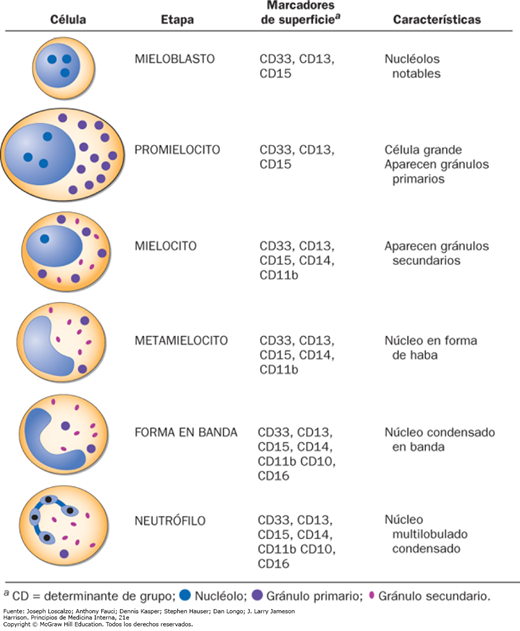 Célula Etapa Marcadores de superficieª Características
MIELOBLASTO CD33, CD13, Nucléolos
CD15 notables
PROMIELOCITO CD33, CD13, Célula grande
CD15 Aparecen gránulos
primarios
MIELOCITO CD33, CD13, Aparecen gránulos
CD15, CD14, secundarios
CD11b
METAMIELOCITO CD33, CD13, Núcleo en forma
CD15, CD14, de haba
CD11b
FORMA EN BANDA CD33, CD13, Núcleo condensado
CD15, CD14, en banda
CD11b CD10,
CD16
NEUTRÓFILO CD33, CD13, Núcleo
CD15, CD14, multilobulado
CD11b CD10, condensado
CD16
ª CD = determinante de grupo; Nucléolo; Gránulo primario; Gránulo secundario.
Fuente: Joseph Loscalzo; Anthony Fauci; Dennis Kasper; Stephen Hauser; Dan Longo; J. Larry Jameson
Harrison. Principios de Medicina Interna, 21e
Copyright © McGraw Hill Education. Todos los derechos reservados.